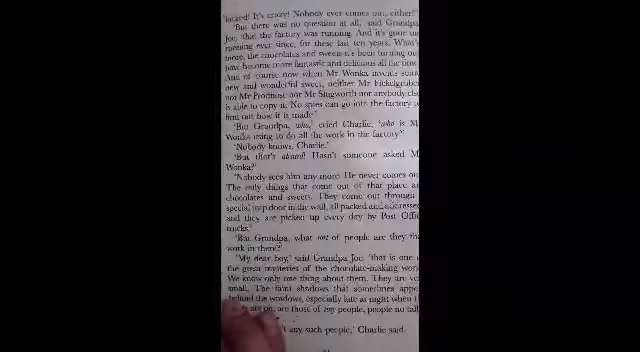 locked! It's crazy! Nobody ever comes out, either!'
'But there was no question at all,' said Grandpa
Joe, 'that the factory was running. And it's gone on
running ever since, for these last ten years. What's
more, the chocolates and sweets it's been turning out
have become more fantastic and delicious all the time.
And of course now when Mr Wonka invents some
new and wonderful sweet, neither Mr Fickelgruber
nor Mr Prodnose nor Mr Slugworth nor anybody else
is able to copy it. No spies can go into the factory to
find out how it is made.'
'But Grandpa, who,' cried Charlie, 'who is Mr
Wonka using to do all the work in the factory?'
'Nobody knows, Charlie.'
'But that's absurd! Hasn't someone asked Mr
Wonka?'
'Nobody sees him any more. He never comes out.
The only things that come out of that place are
chocolates and sweets. They come out through a
special trap door in the wall, all packed and addressed,
and they are picked up every day by Post Office
trucks.'
'But Grandpa, what sort of people are they that
work in there?'
'My dear boy,' said Grandpa Joe, 'that is one of
the great mysteries of the chocolate-making world.
We know only one thing about them. They are very
small. The faint shadows that sometimes appear
behind the windows, especially late at night when the
are on, are those of tiny people, people no taller
any such people,' Charlie said.